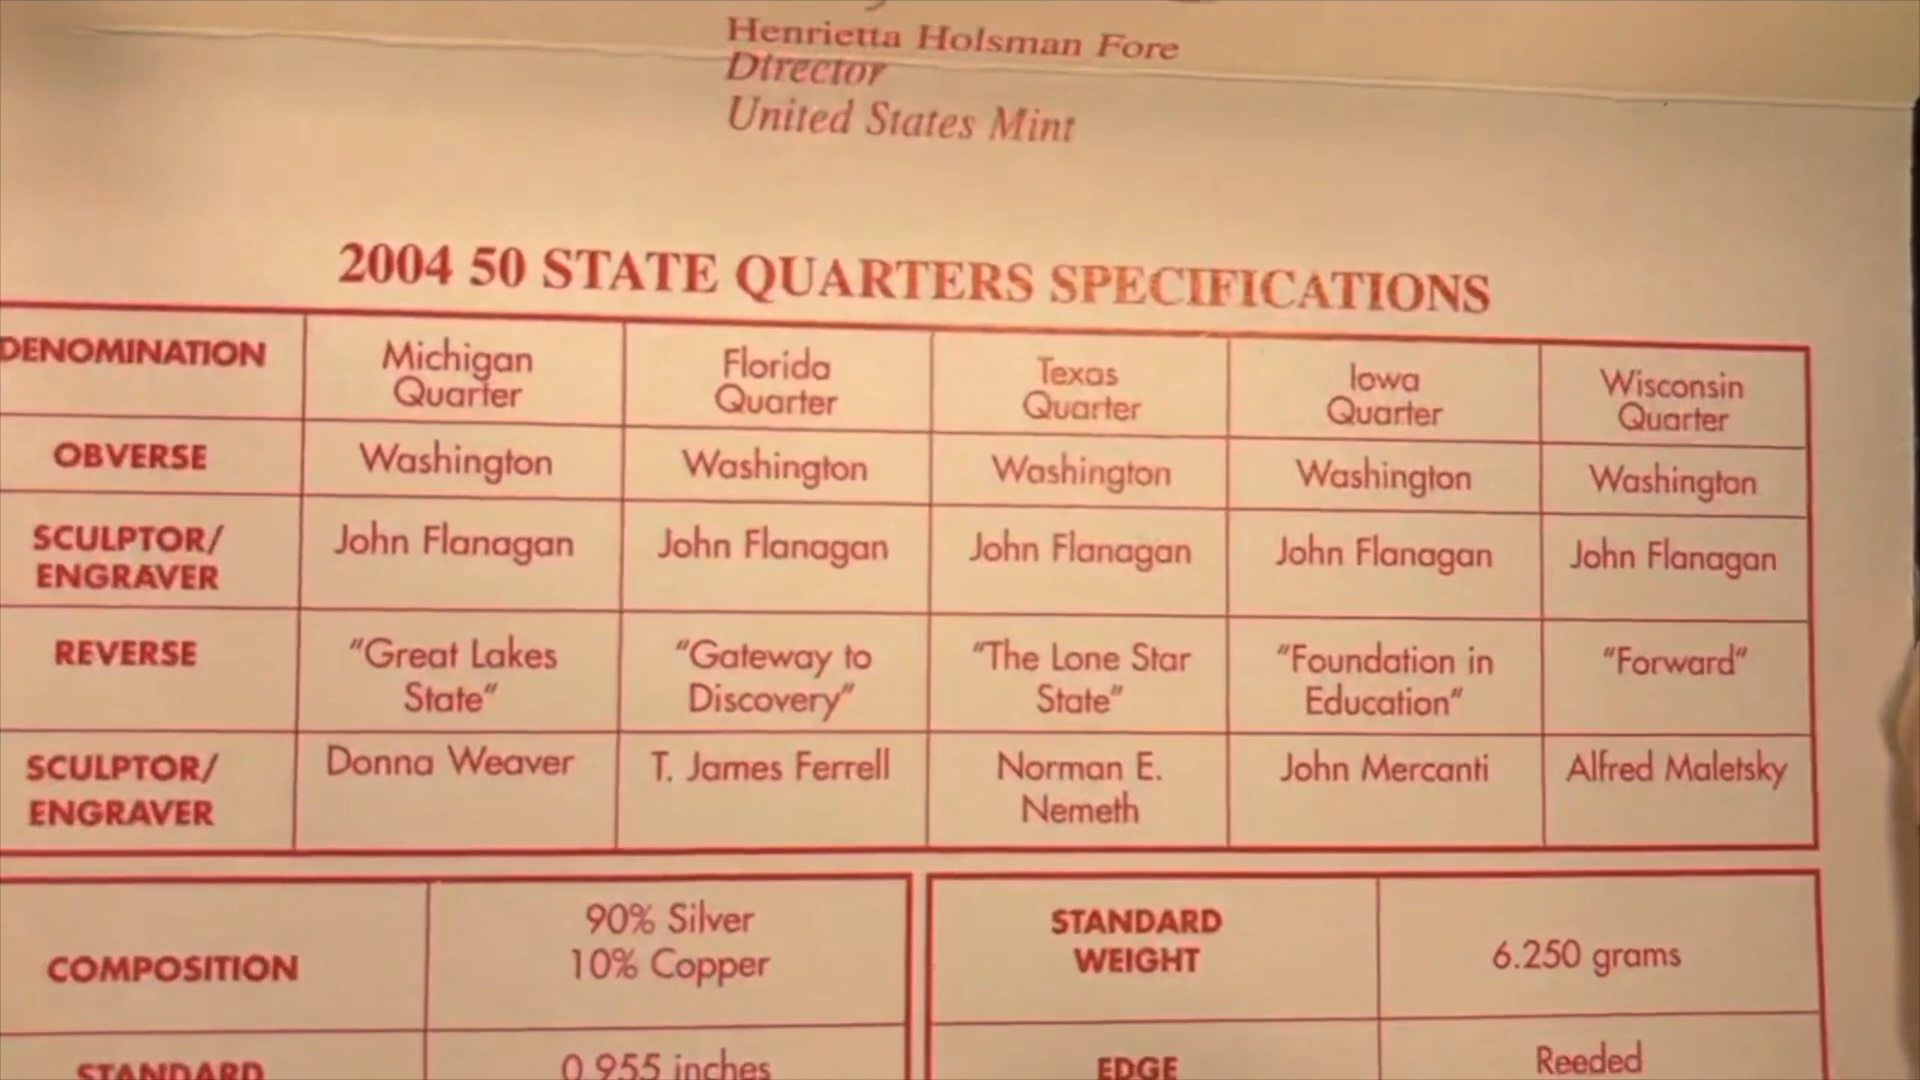 Henrietta Holsman Fore
Director
United States Mint
2004 50 STATE QUARTERS SPECIFICATIONS
DENOMINATION
Michigan
Quarter
Florida
Quarter
Texas
Quarter
Iowa
Quarter
Wisconsin
Quarter
OBVERSE
Washington
Washington
Washington
Washington
Washington
SCULPTOR/
ENGRAVER
John Flanagan
John Flanagan
John Flanagan
John Flanagan
John Flanagan
REVERSE
"Great Lakes
State"
"Gateway to
Discovery"
"The Lone Star
State"
"Foundation in
Education"
"Forward"
SCULPTOR/
ENGRAVER
Donna Weaver
T. James Ferrell
Norman E.
Nemeth
John Mercanti
Alfred Maletsky
COMPOSITION
90% Silver
10% Copper
STANDARD
WEIGHT
6.250 grams
STANDARD
0.955 inches
EDGE
Reeded